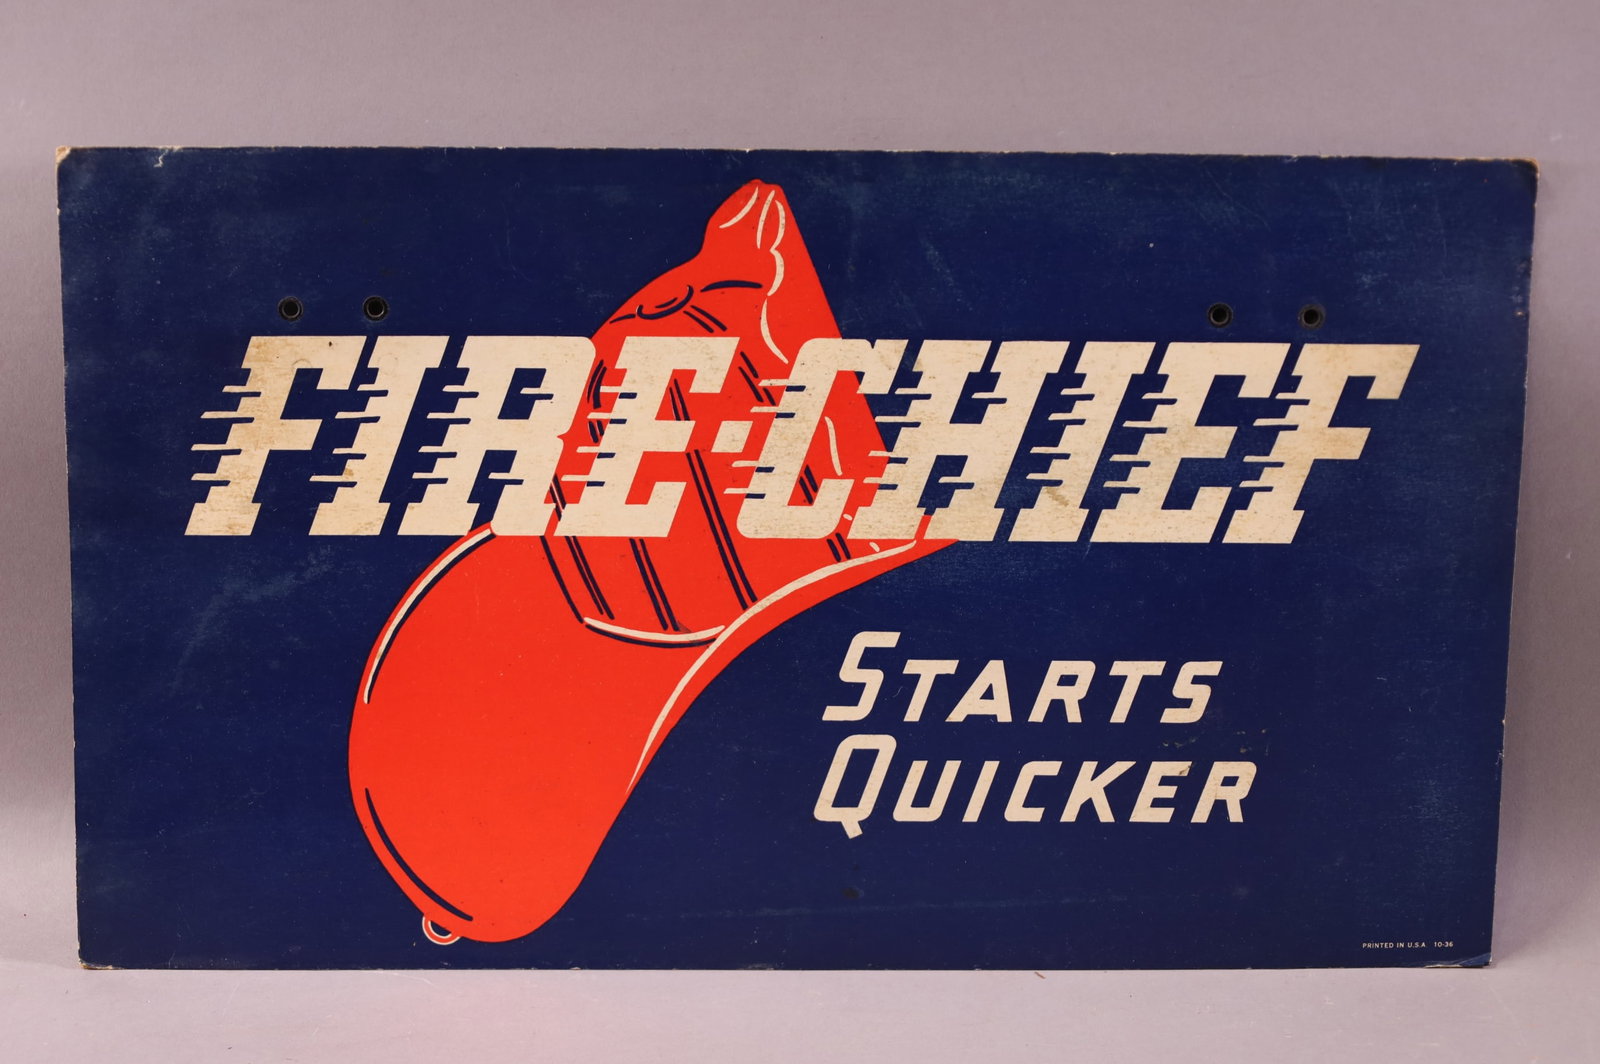 FIRE-CHIEF
STARTS
QUICKER
PRINTED IN U.S.A. 10-36